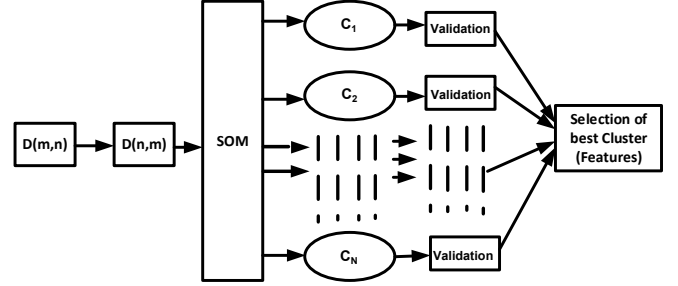 D(m,n)
D(n,m)
SOM
C1
Validation
C2
Validation
CN
Validation
Selection of
best Cluster
(Features)